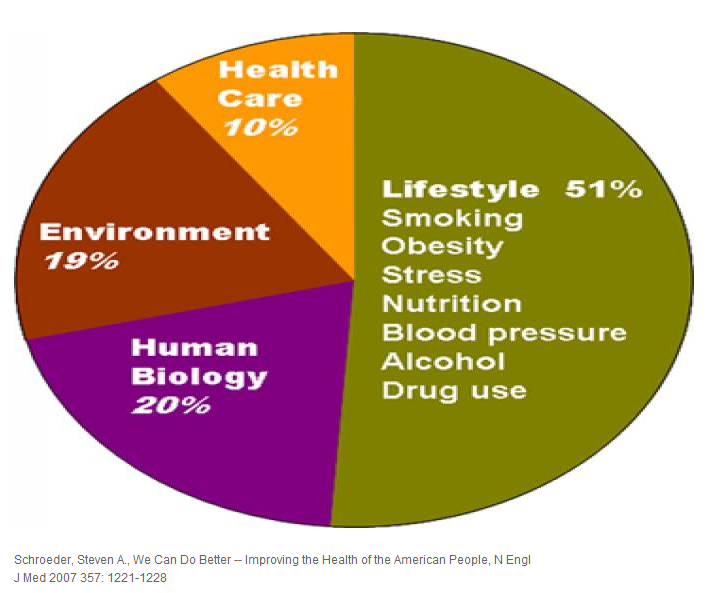 Health
Care
10%
Lifestyle 51%
Smoking
Obesity
Stress
Nutrition
Blood pressure
Alcohol
Drug use
Environment
19%
Human
Biology
20%
Schroeder, Steven A., We Can Do Better -- Improving the Health of the American People, N Engl
J Med 2007 357: 1221-1228